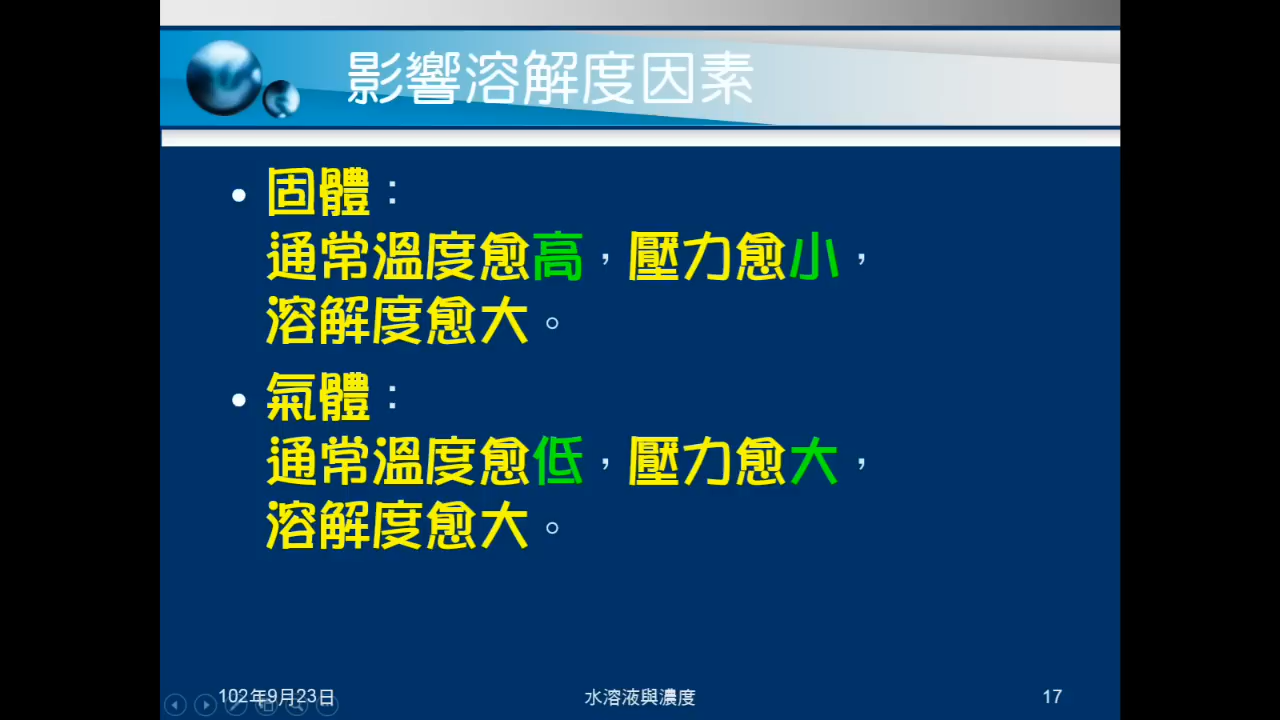 影響溶解度因素
• 固體：
通常溫度愈高，壓力愈小，
溶解度愈大。
• 氣體：
通常溫度愈低，壓力愈大，
溶解度愈大。
102年9月23日
水溶液與濃度
17